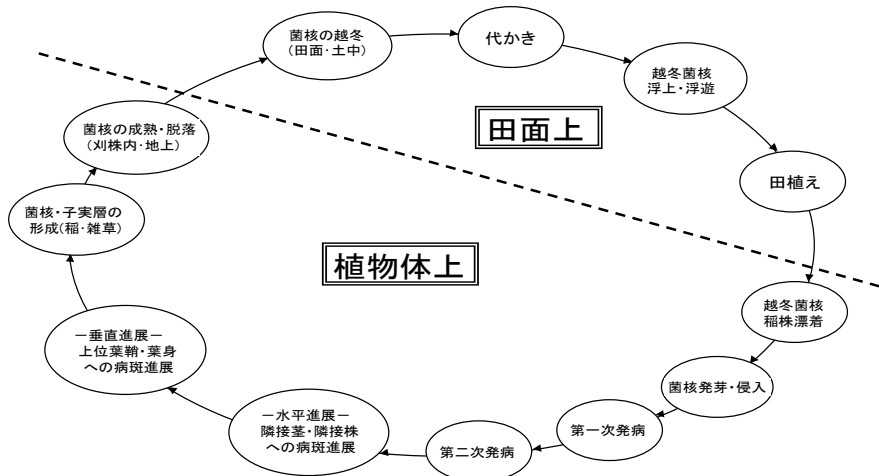 菌核の越冬
(田面・土中)
代かき
越冬菌核
浮上・浮遊
田植え
田面上
菌核の成熟・脱落
(刈株内・地上)
菌核・子実層の
形成(稲・雑草)
植物体上
越冬菌核
稲株漂着
菌核発芽・侵入
第一次発病
第二次発病
−水平進展−
隣接茎・隣接株
への病斑進展
−垂直進展−
上位葉鞘・葉身
への病斑進展